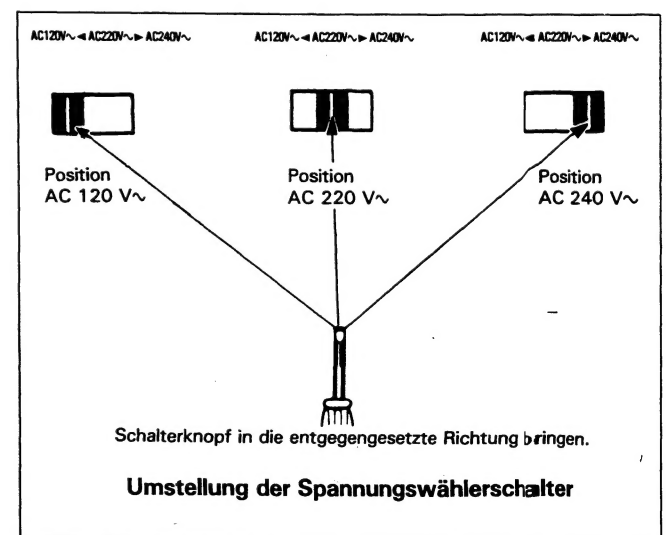 AC120V~◄AC220V~►AC240V~ AC120V~◄AC220V~►AC240V~ AC120V~◄AC220V~►AC240V~
Position AC 120 V~
Position AC 220 V~
Position AC 240 V~
Schalterknopf in die entgegengesetzte Richtung bringen.
Umstellung der Spannungswählerschalter